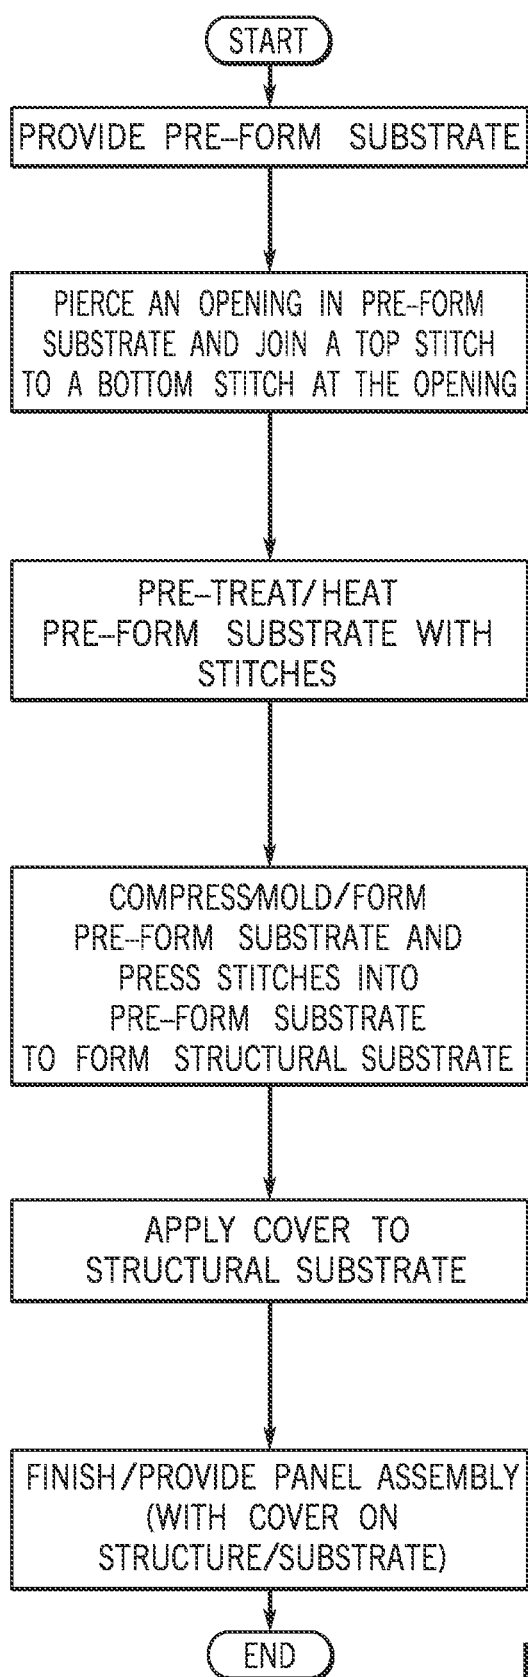 START
PROVIDE PRE-FORM SUBSTRATE
PIERCE AN OPENING IN PRE-FORM
SUBSTRATE AND JOIN A TOP STITCH
TO A BOTTOM STITCH AT THE OPENING
PRE-TREAT/HEAT
PRE-FORM SUBSTRATE WITH
STITCHES
COMPRESS/MOLD/FORM
PRE-FORM SUBSTRATE AND
PRESS STITCHES INTO
PRE-FORM SUBSTRATE
TO FORM STRUCTURAL SUBSTRATE
APPLY COVER TO
STRUCTURAL SUBSTRATE
FINISH/PROVIDE PANEL ASSEMBLY
(WITH COVER ON
STRUCTURE/SUBSTRATE)
END